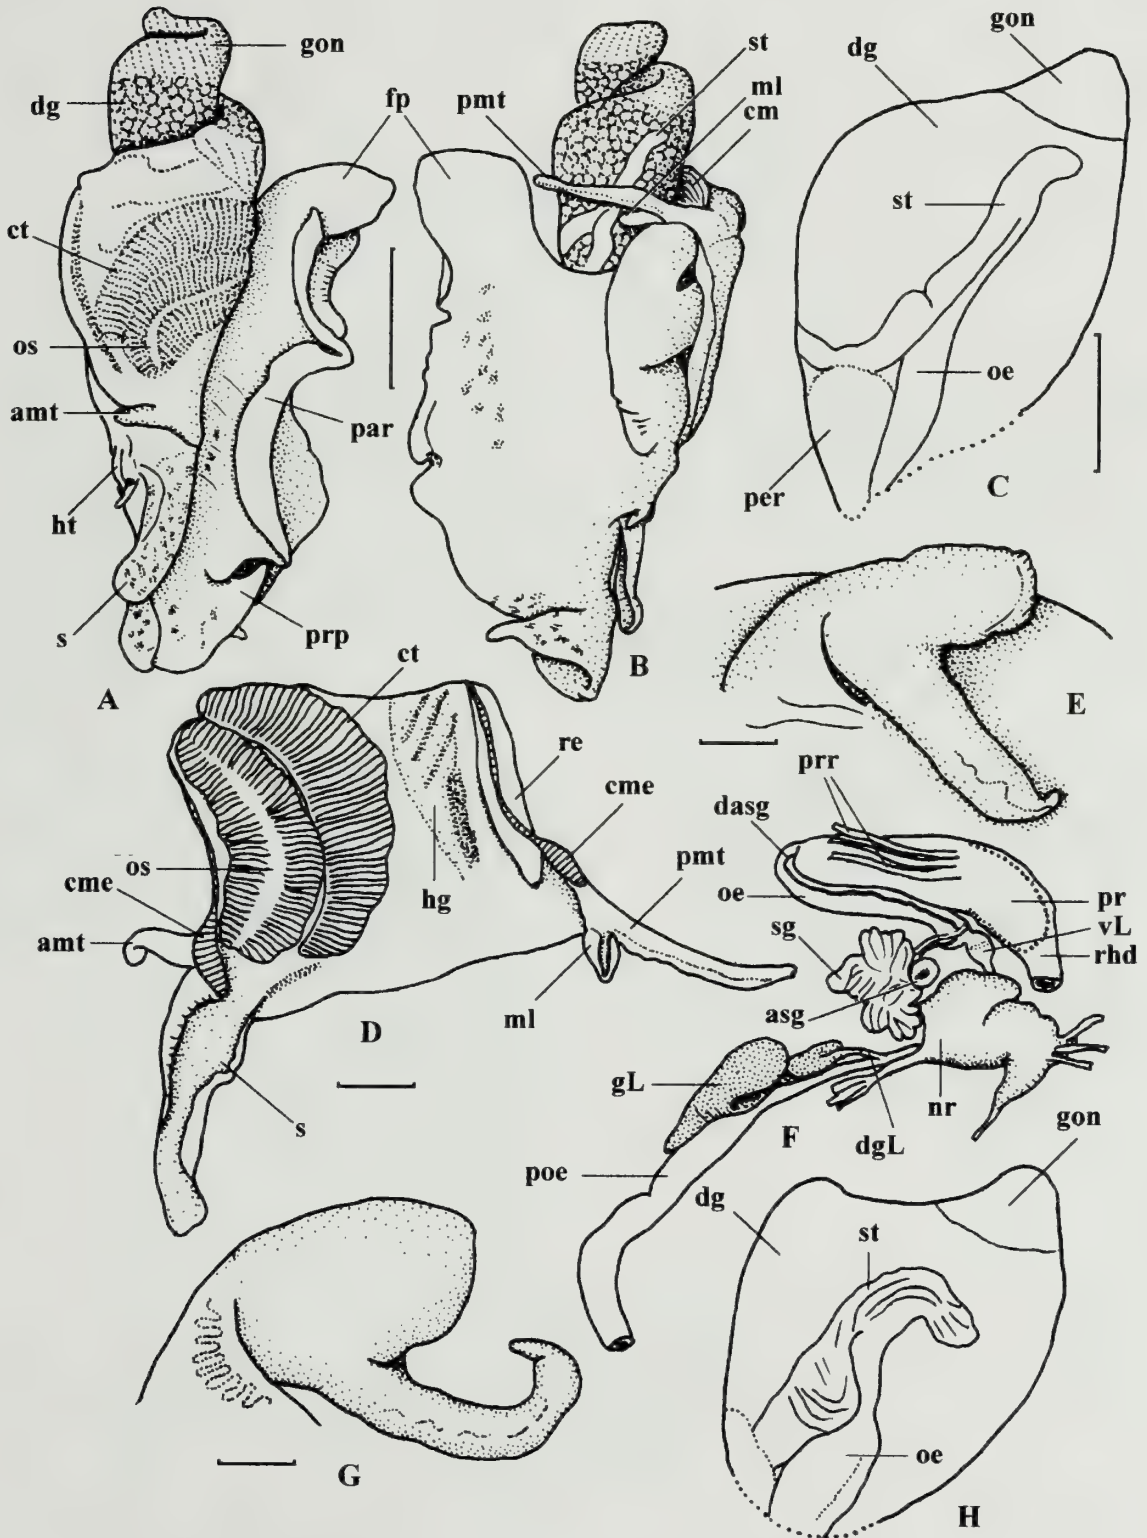 gon
dg
ct
os
amt
ht
s
A
fp
par
prp
pmt
st
ml
cm
B
gon
dg
st
oe
per
C
E
ct
re
cme
pmt
os
cme
amt
hg
ml
D
s
prr
dasg
oe
pr
vL
rhd
sg
asg
gL
nr
F
dgL
poe
G
gon
dg
st
oe
H